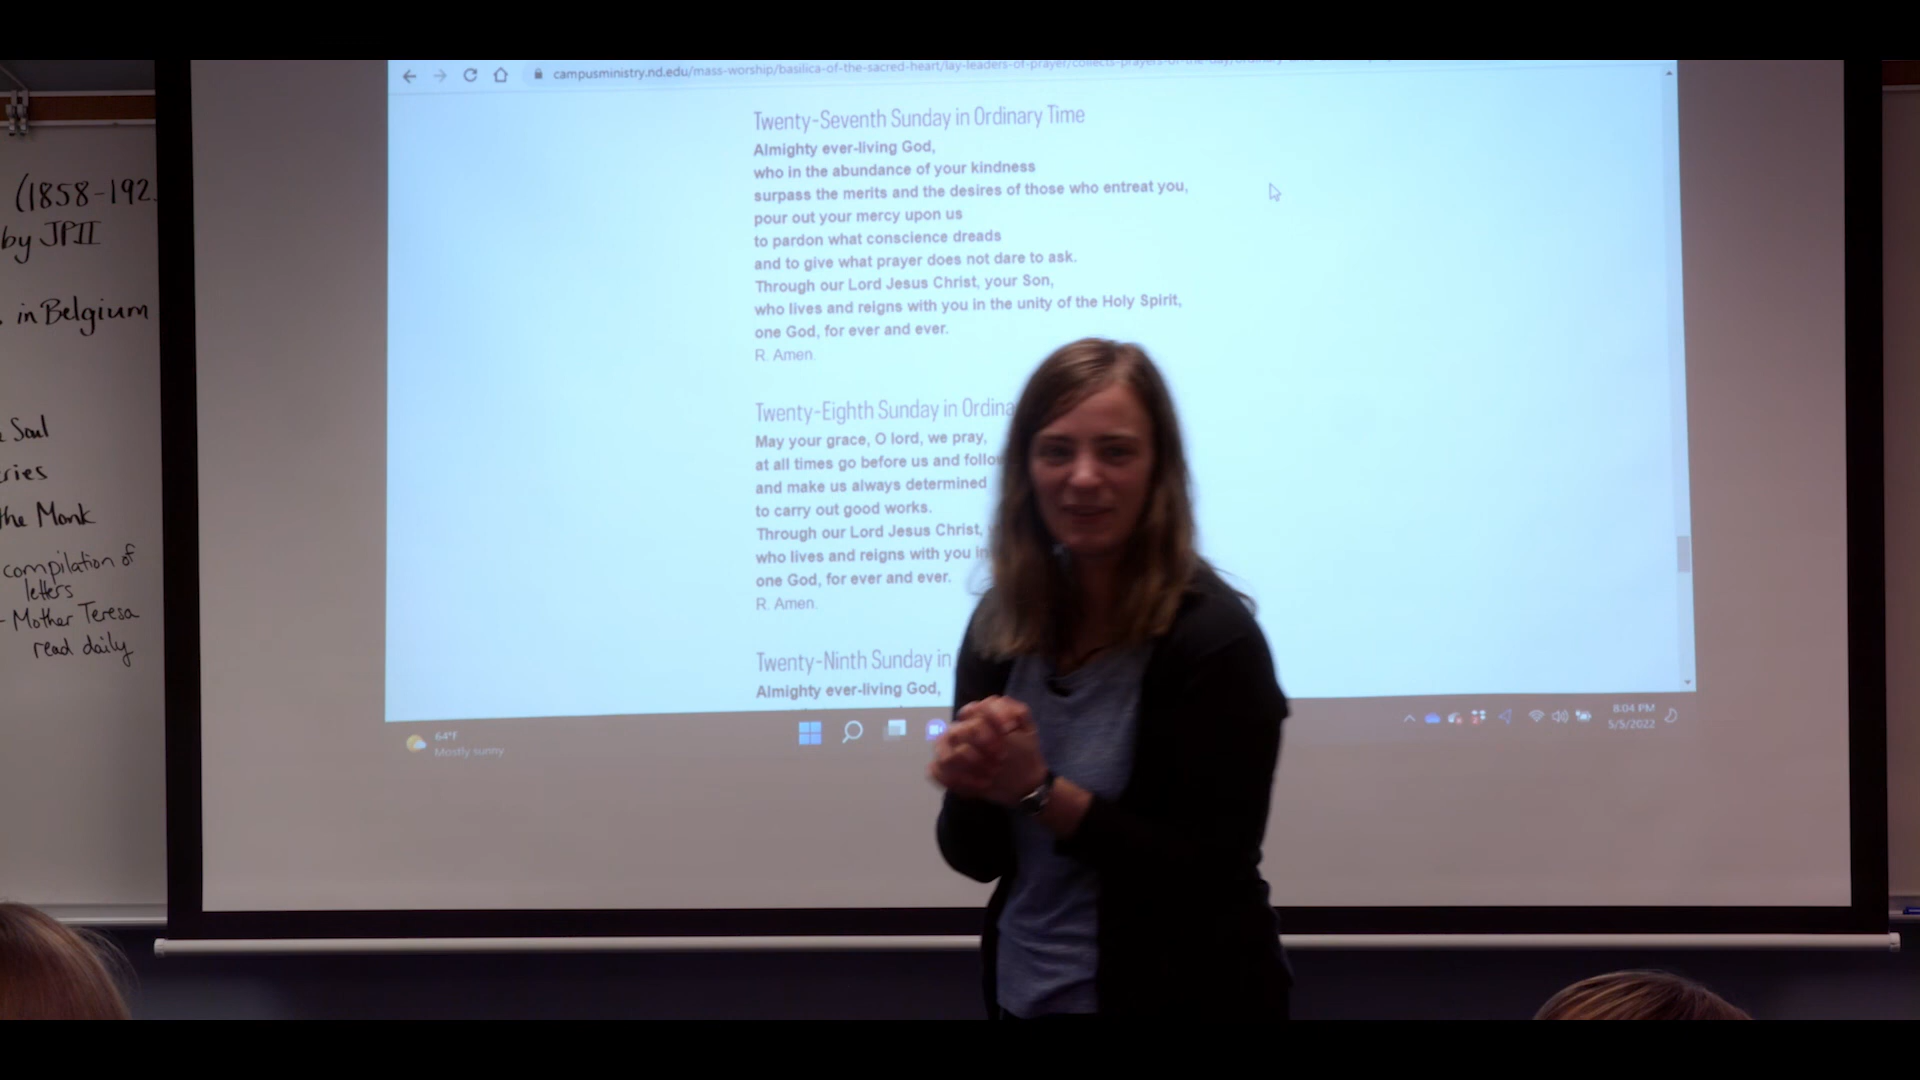 (1858-192
by JPII
in Belgium
Soul
the Monk
compilation of
letters
- Mother Teresa
read daily
campusministry.nd.edu/mass-worship/basilica-of-the-sacred-heart/lay-leaders-of-prayer/collects-prayers-of-the-day/
Twenty-Seventh Sunday in Ordinary Time
Almighty ever-living God,
who in the abundance of your kindness
surpass the merits and the desires of those who entreat you,
pour out your mercy upon us
to pardon what conscience dreads
and to give what prayer does not dare to ask.
Through our Lord Jesus Christ, your Son,
who lives and reigns with you in the unity of the Holy Spirit,
one God, for ever and ever.
R. Amen.
Twenty-Eighth Sunday in Ordina
May your grace, O lord, we pray,
at all times go before us and follow
and make us always determined
to carry out good works.
Through our Lord Jesus Christ,
who lives and reigns with you in
one God, for ever and ever.
R. Amen.
Twenty-Ninth Sunday in
Almighty ever-living God,
64°F
Mostly sunny
8:04 PM
5/5/2022